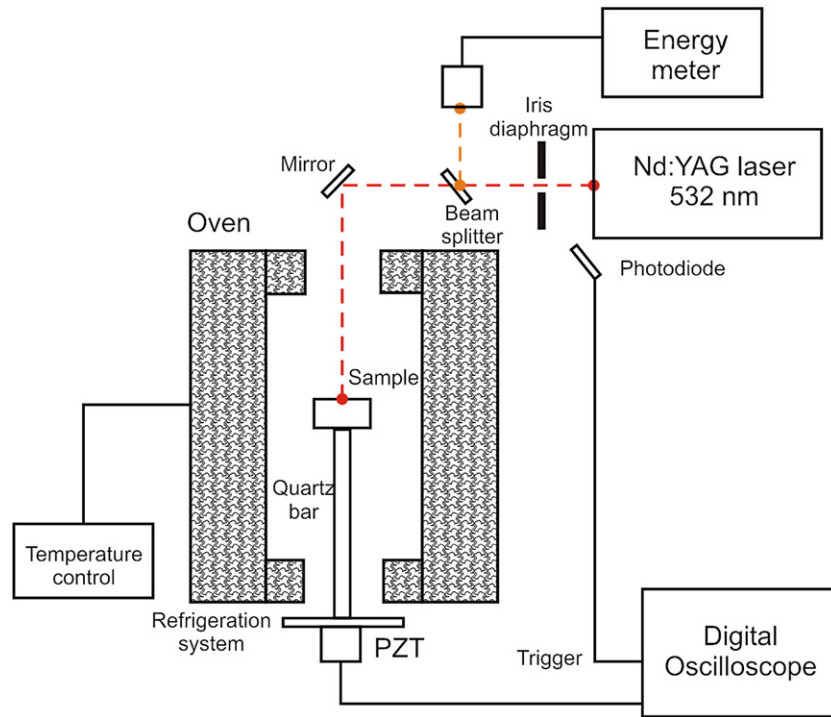 Energy
meter
Iris
diaphragm
Nd:YAG laser
532 nm
Mirror
Beam
splitter
Oven
Photodiode
Sample
Quartz
bar
Temperature
control
Refrigeration
system
PZT
Trigger
Digital
Oscilloscope